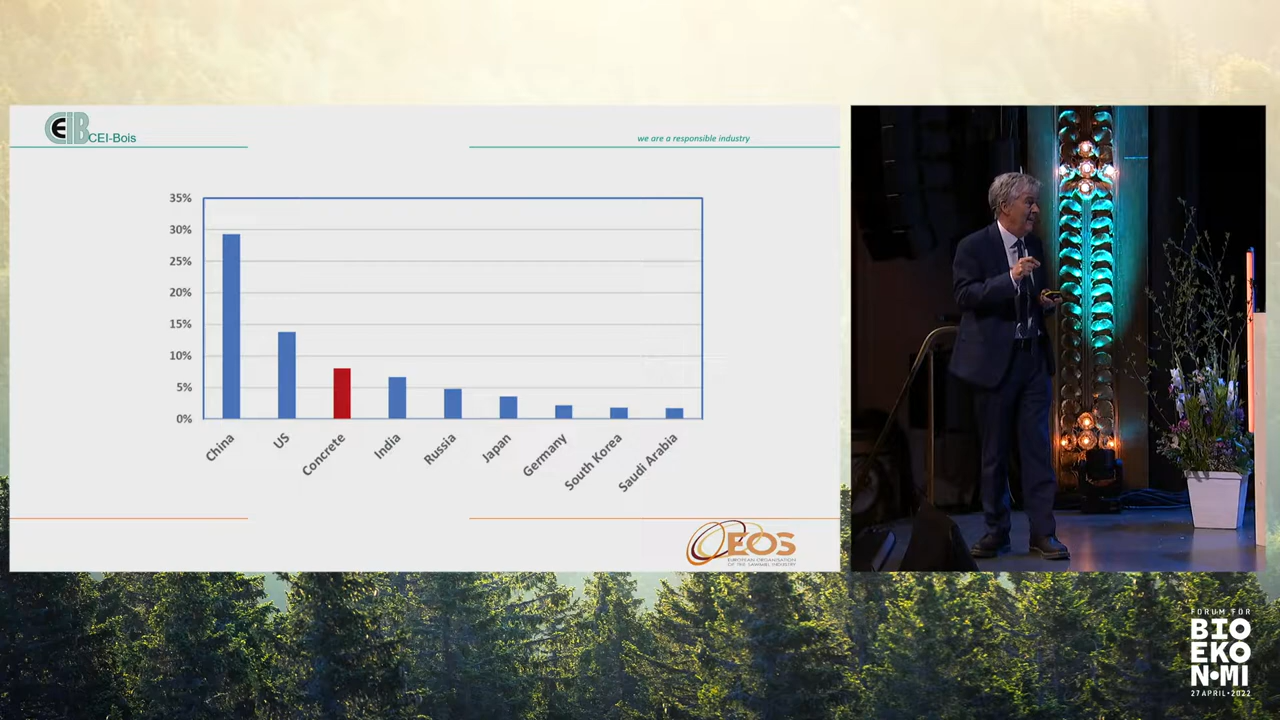 CEIB
CEI-Bois
we are a responsible industry
35%
30%
25%
20%
15%
10%
5%
0%
China
US
Concrete
India
Russia
Japan
Germany
South Korea
Saudi Arabia
EOS
EUROPEAN ORGANISATION
OF THE SAWMILL INDUSTRY
FORUM FOR
BIO
EKO
N•MI
27 APRIL • 2022